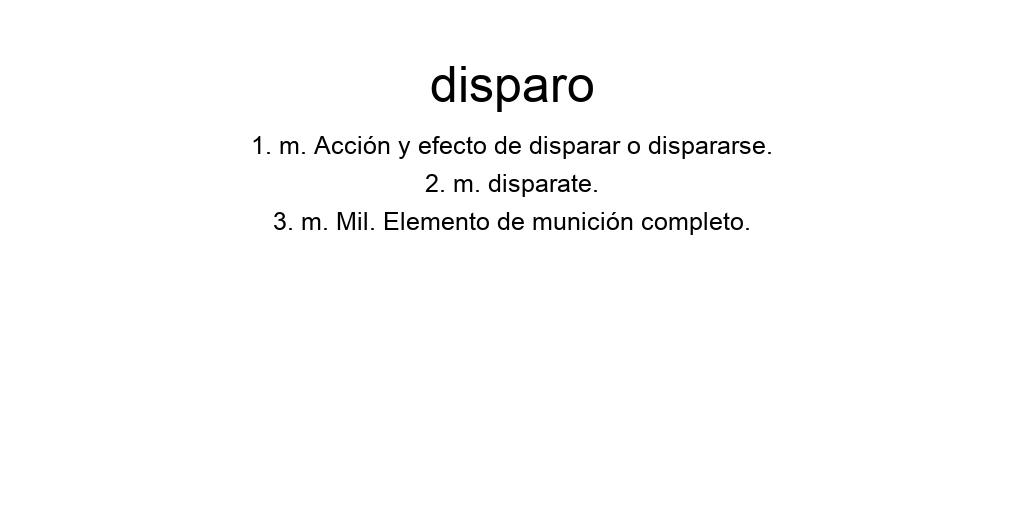 disparo
1. m. Acción y efecto de disparar o dispararse.
2. m. disparate.
3. m. Mil. Elemento de munición completo.